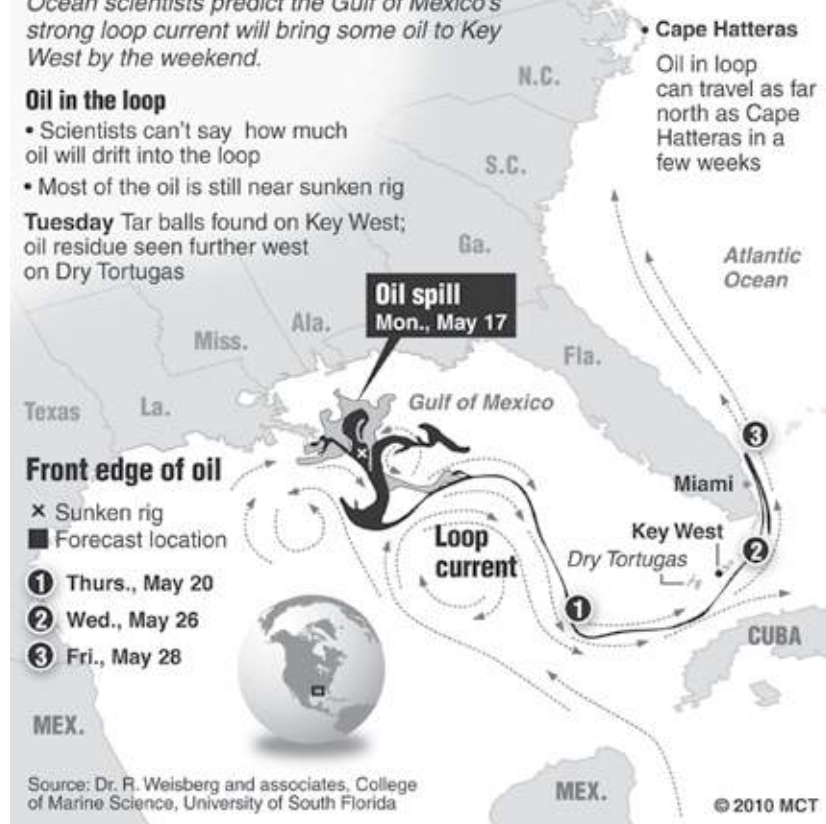 Ocean scientists predict the Gulf of Mexico's
strong loop current will bring some oil to Key
West by the weekend.
Oil in the loop
• Scientists can't say how much
oil will drift into the loop
• Most of the oil is still near sunken rig
Tuesday Tar balls found on Key West;
oil residue seen further west
on Dry Tortugas
Cape Hatteras
Oil in loop
can travel as far
north as Cape
Hatteras in a
few weeks
N.C.
S.C.
Ga.
Atlantic
Ocean
Oil spill
Mon., May 17
Ala.
Miss.
Fla.
Texas
La.
Gulf of Mexico
3
Front edge of oil
× Sunken rig
Forecast location
1 Thurs., May 20
2 Wed., May 26
3 Fri., May 28
Miami
Key West
2
Loop
current
Dry Tortugas
1
CUBA
MEX.
MEX.
Source: Dr. R. Weisberg and associates, College
of Marine Science, University of South Florida
© 2010 MCT